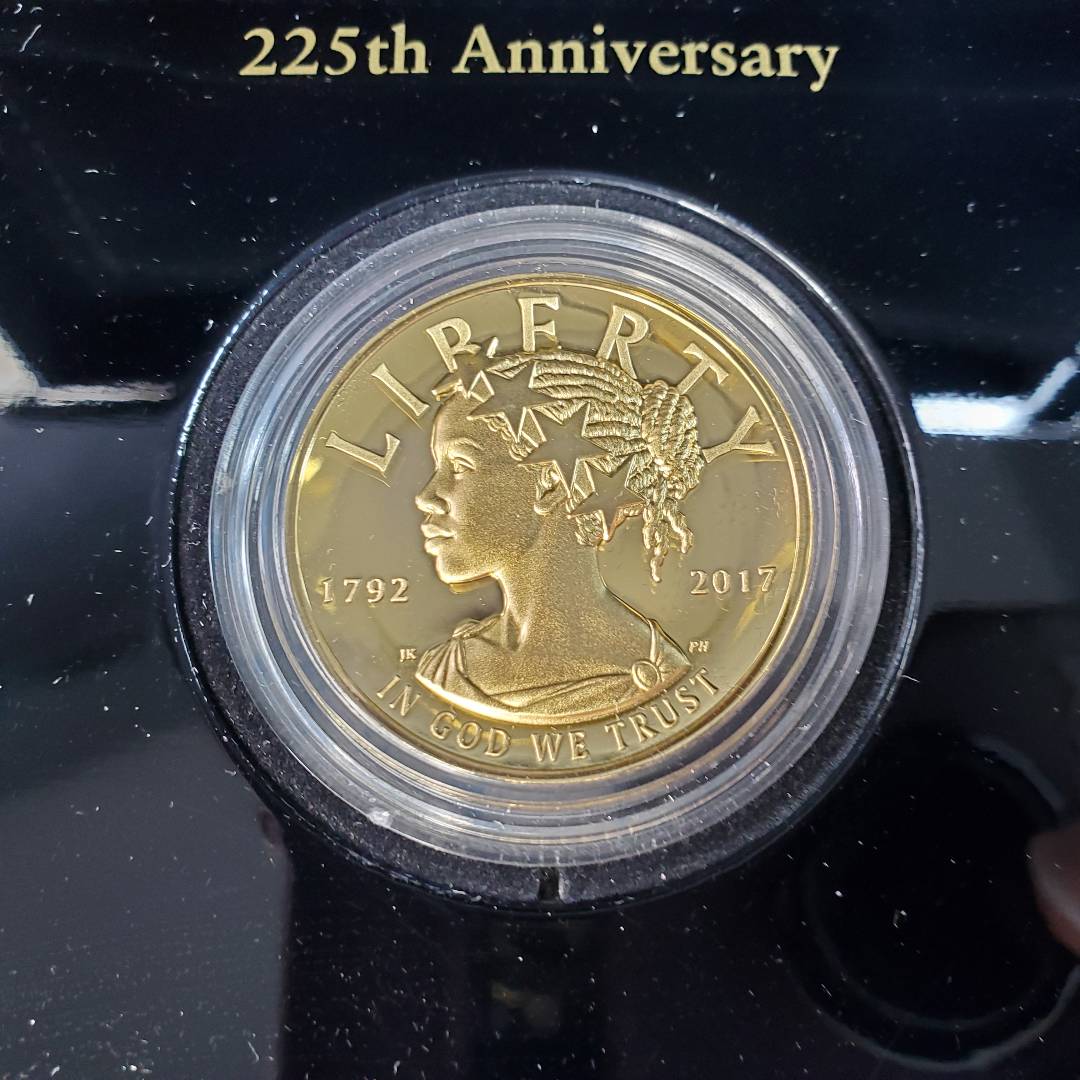 225th Anniversary
LIBERTY
1792
2017
JK
PH
IN GOD WE TRUST